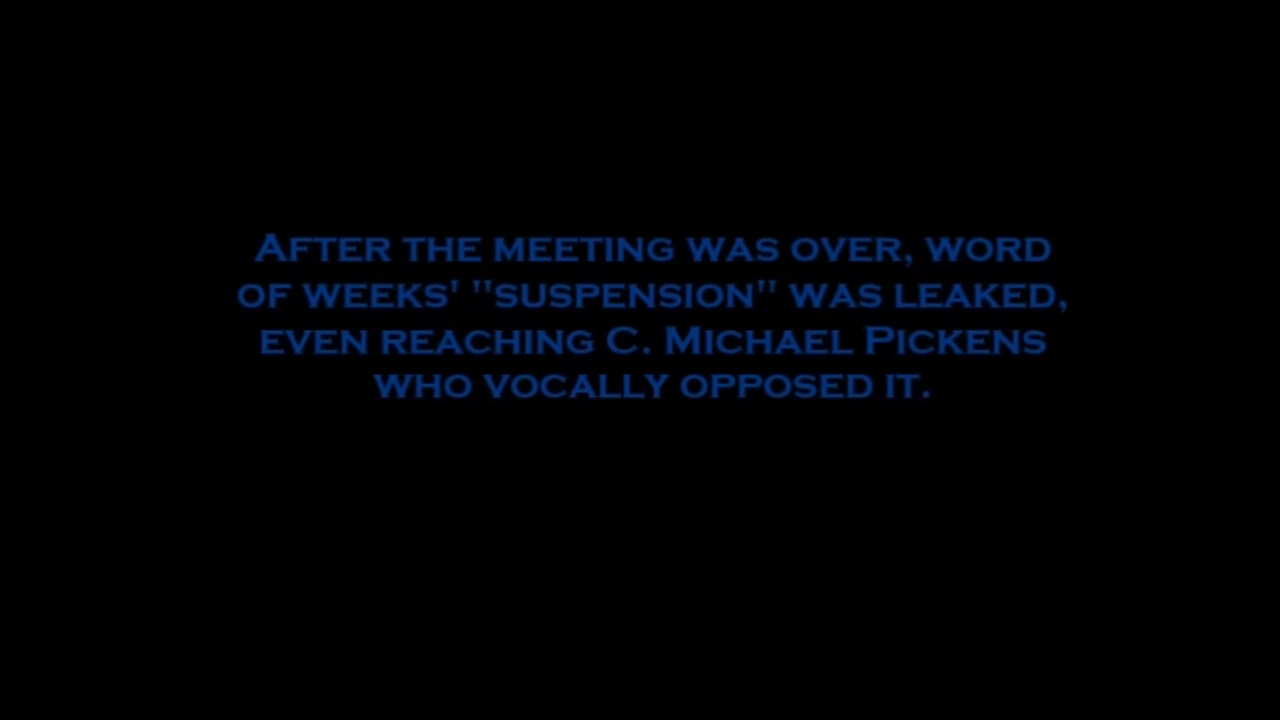 After the meeting was over, word
of weeks' "suspension" was leaked,
even reaching C. Michael Pickens
who vocally opposed it.